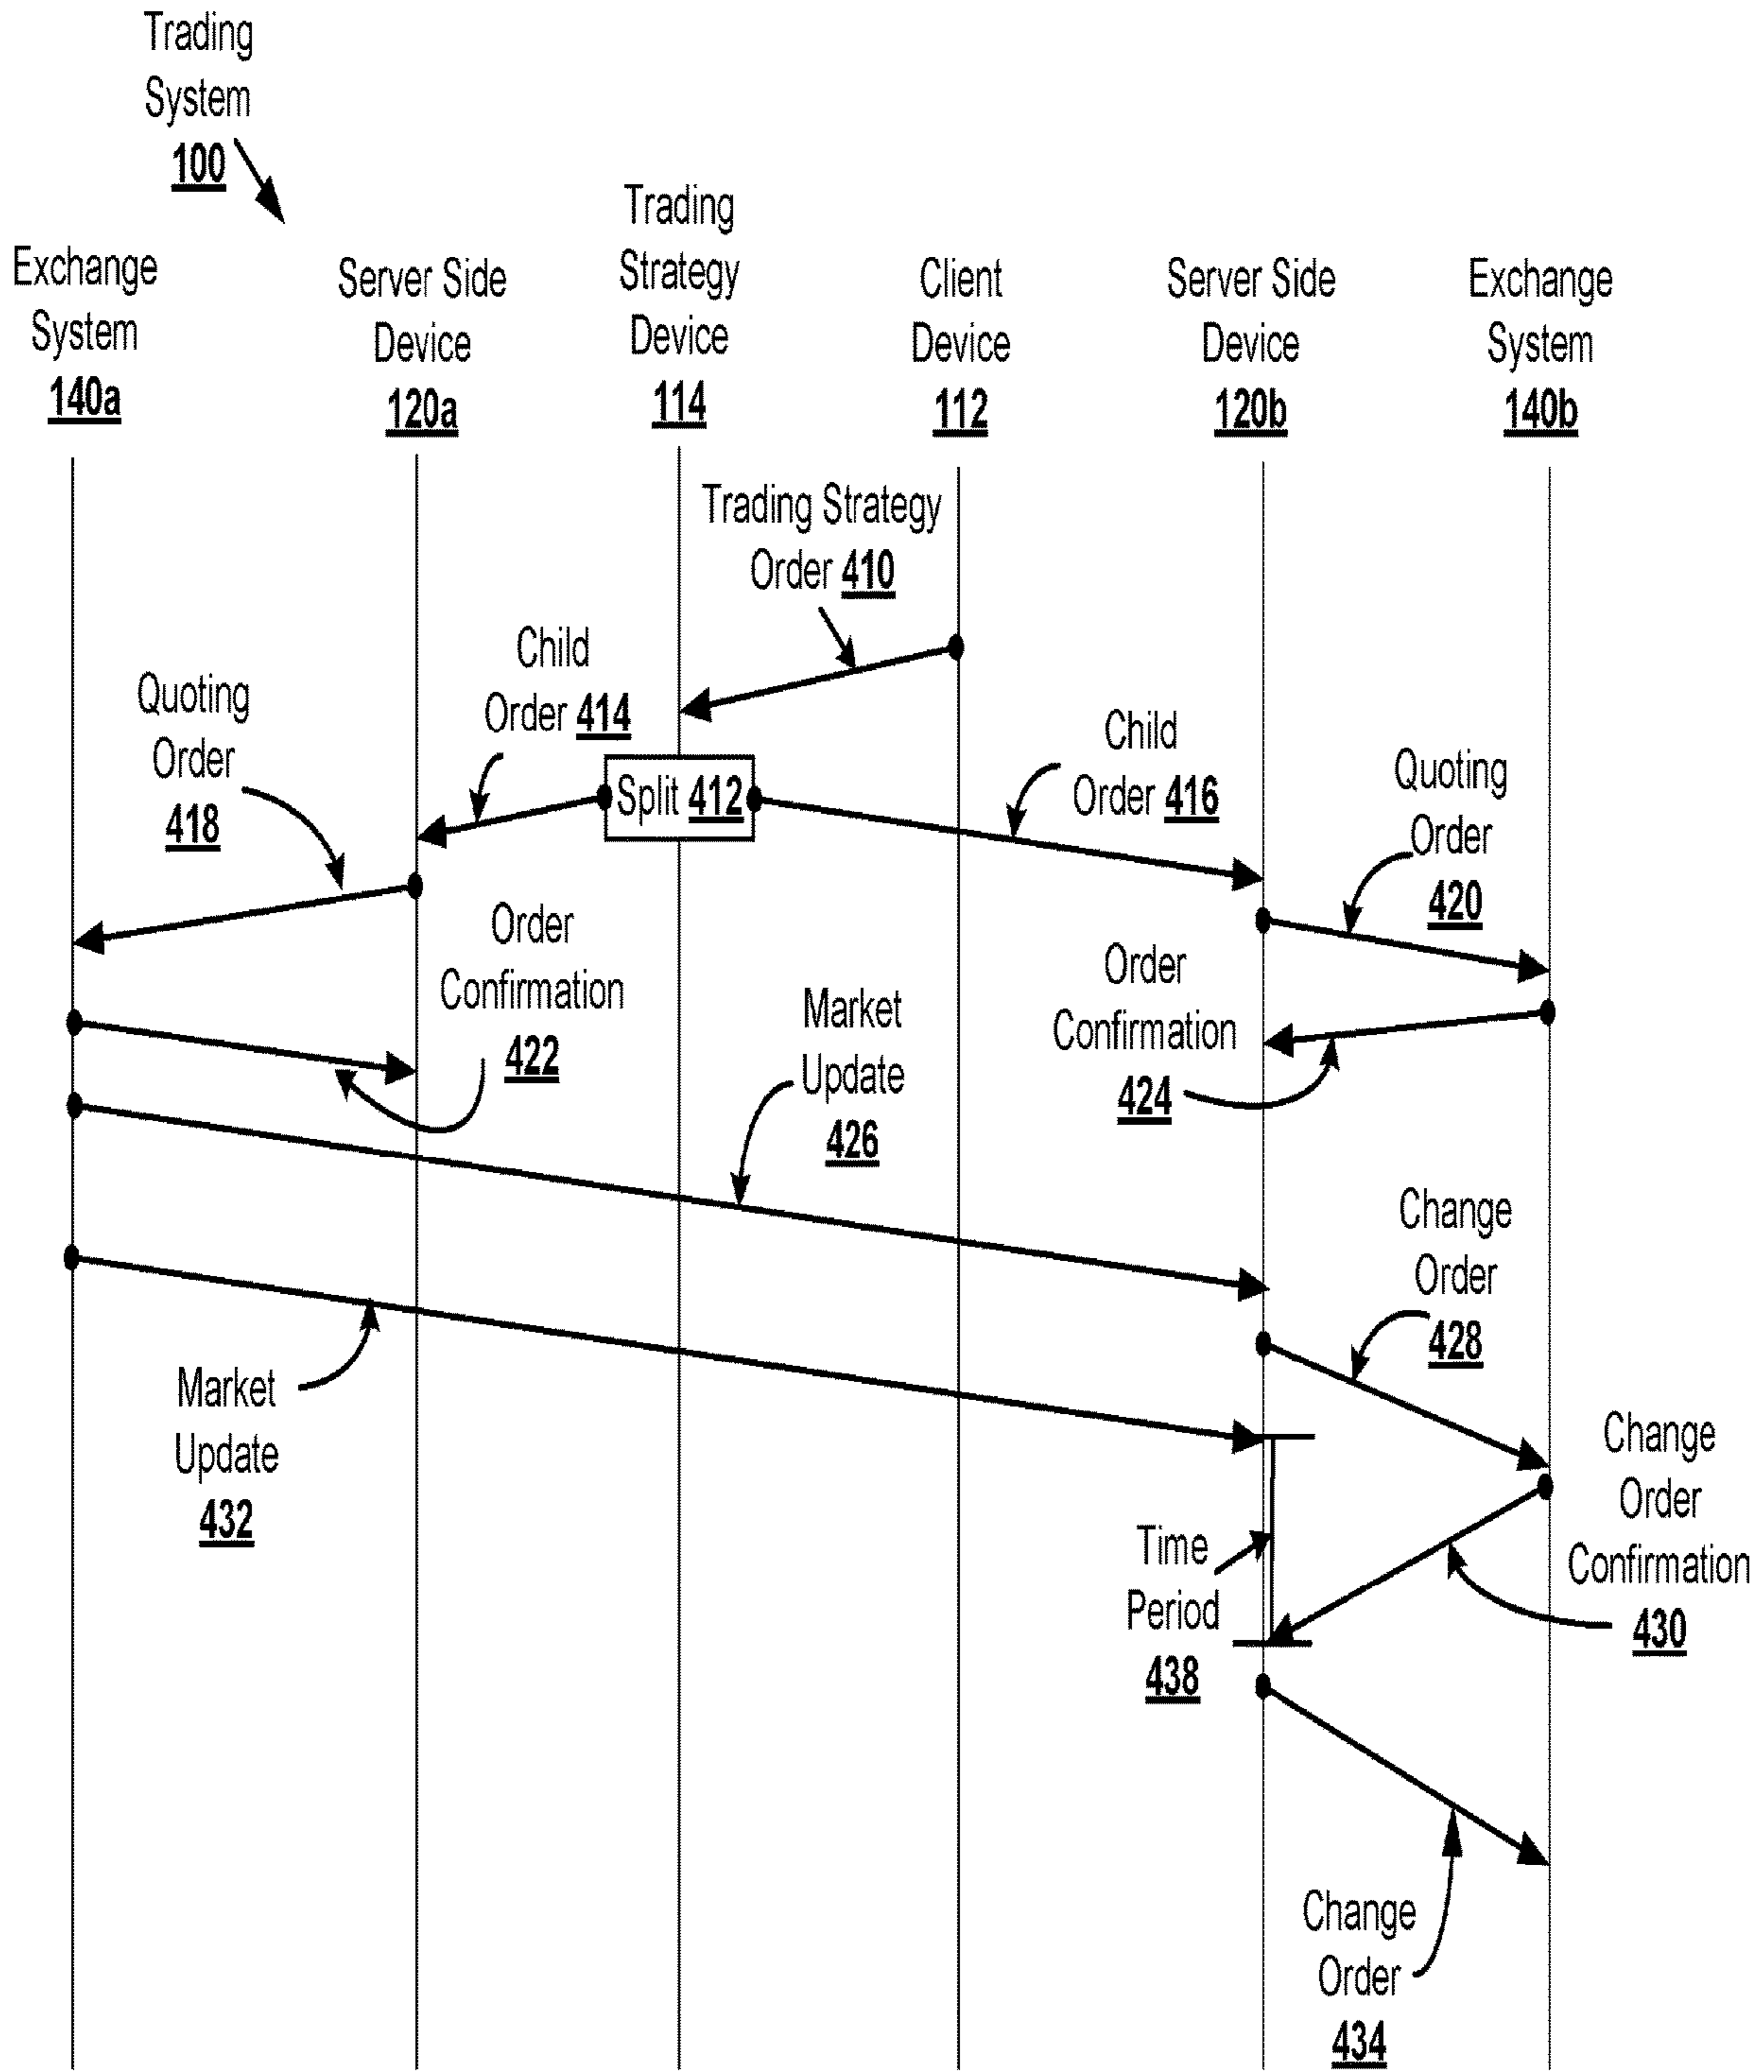 Trading
System
100
Exchange
System
140a
Server Side
Device
120a
Trading
Strategy
Device
114
Client
Device
112
Server Side
Device
120b
Exchange
System
140b
Trading Strategy
Order 410
Child
Order 414
Quoting
Order
418
Split 412
Child
Order 416
Quoting
Order
420
Order
Confirmation
422
Market
Update
426
Order
Confirmation
424
Change
Order
428
Market
Update
432
Change
Order
Confirmation
430
Time
Period
438
Change
Order
434